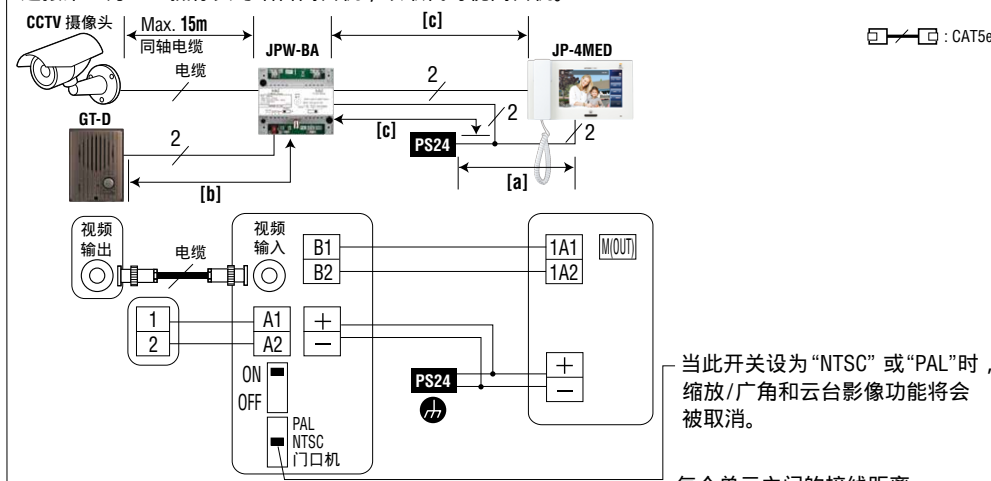 CCTV 摄像头
Max. 15m
同轴电缆
[c]
JPW-BA
JP-4MED
: CAT5e
电缆
2
GT-D
2
[c]
PS24
2
2
[b]
[a]
视频
输出
电缆
视频
输入
B1
B2
1A1
1A2
M(OUT)
1
2
A1
A2
+
−
ON
OFF
PS24
+
−
PAL
NTSC
门口机
当此开关设为“NTSC” 或“PAL”时，
缩放/广角和云台影像功能将会
被取消。